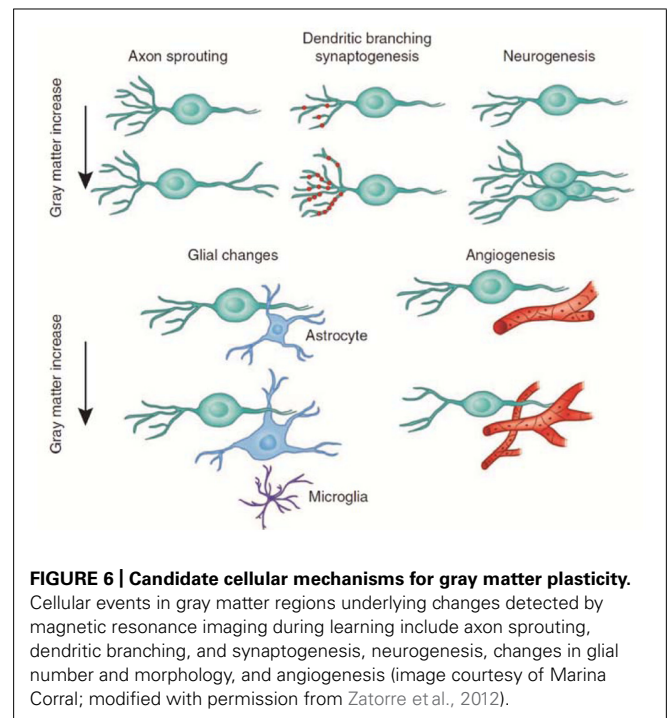 Axon sprouting
Dendritic branching
synaptogenesis
Neurogenesis
Gray matter increase
Glial changes
Angiogenesis
Astrocyte
Gray matter increase
Microglia
FIGURE 6 | Candidate cellular mechanisms for gray matter plasticity.
Cellular events in gray matter regions underlying changes detected by
magnetic resonance imaging during learning include axon sprouting,
dendritic branching, and synaptogenesis, neurogenesis, changes in glial
number and morphology, and angiogenesis (image courtesy of Marina
Corral; modified with permission from Zatorre et al., 2012).